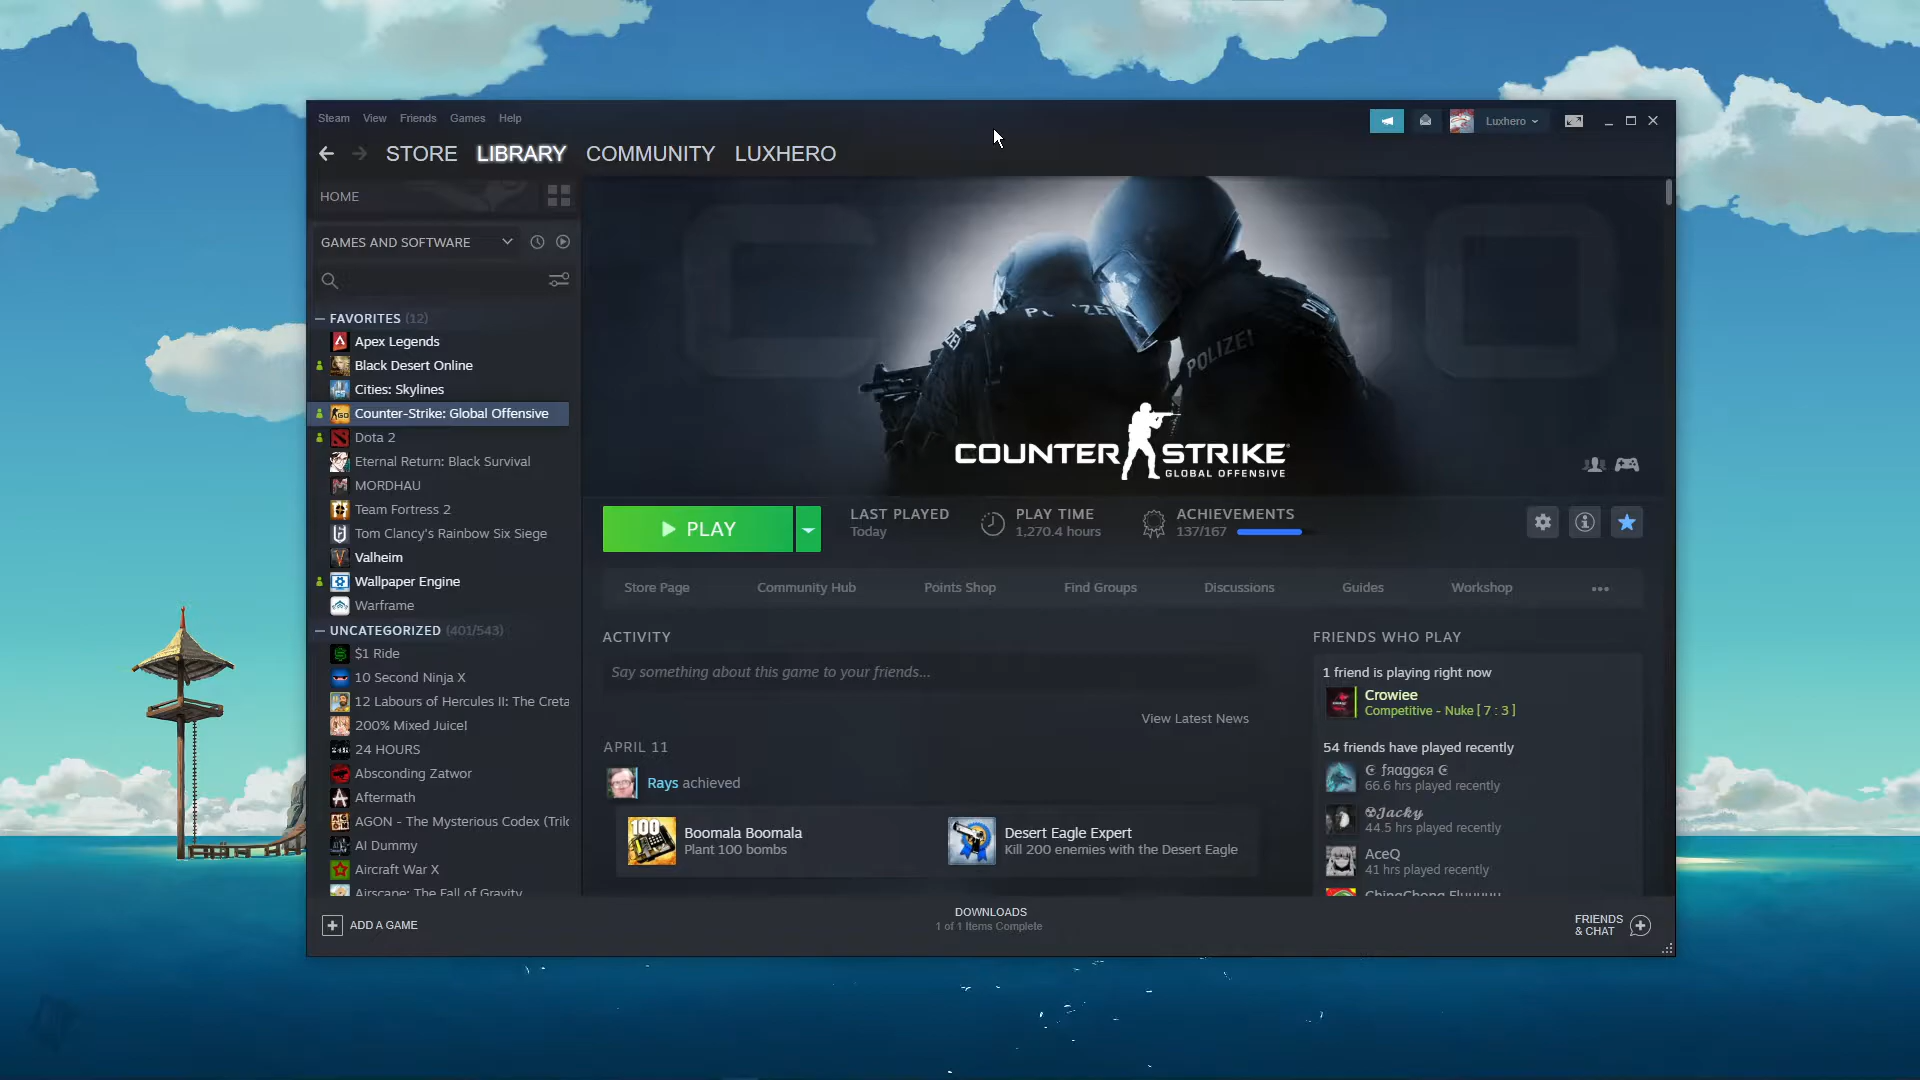 Steam View Friends Games Help
Luxhero
STORE LIBRARY COMMUNITY LUXHERO
HOME
GAMES AND SOFTWARE
FAVORITES (12)
Apex Legends
Black Desert Online
Cities: Skylines
Counter-Strike: Global Offensive
Dota 2
Eternal Return: Black Survival
MORDHAU
Team Fortress 2
Tom Clancy's Rainbow Six Siege
Valheim
Wallpaper Engine
Warframe
UNCATEGORIZED (401/543)
$1 Ride
10 Second Ninja X
12 Labours of Hercules II: The Creta
200% Mixed Juice!
24 HOURS
Absconding Zatwor
Aftermath
AGON - The Mysterious Codex (Trilo
AI Dummy
Aircraft War X
Airscape: The Fall of Gravity
ADD A GAME
POLIZEI
POLIZEI
COUNTER STRIKE
GLOBAL OFFENSIVE
PLAY
LAST PLAYED
Today
PLAY TIME
1,270.4 hours
ACHIEVEMENTS
137/167
Store Page Community Hub Points Shop Find Groups Discussions Guides Workshop
ACTIVITY
Say something about this game to your friends...
View Latest News
APRIL 11
Rays achieved
100
Boomala Boomala
Plant 100 bombs
Desert Eagle Expert
Kill 200 enemies with the Desert Eagle
FRIENDS WHO PLAY
1 friend is playing right now
Crowiee
Competitive - Nuke [ 7 : 3 ]
54 friends have played recently
66.6 hrs played recently
Jacky
44.5 hrs played recently
AceQ
41 hrs played recently
DOWNLOADS
1 of 1 Items Complete
FRIENDS
& CHAT